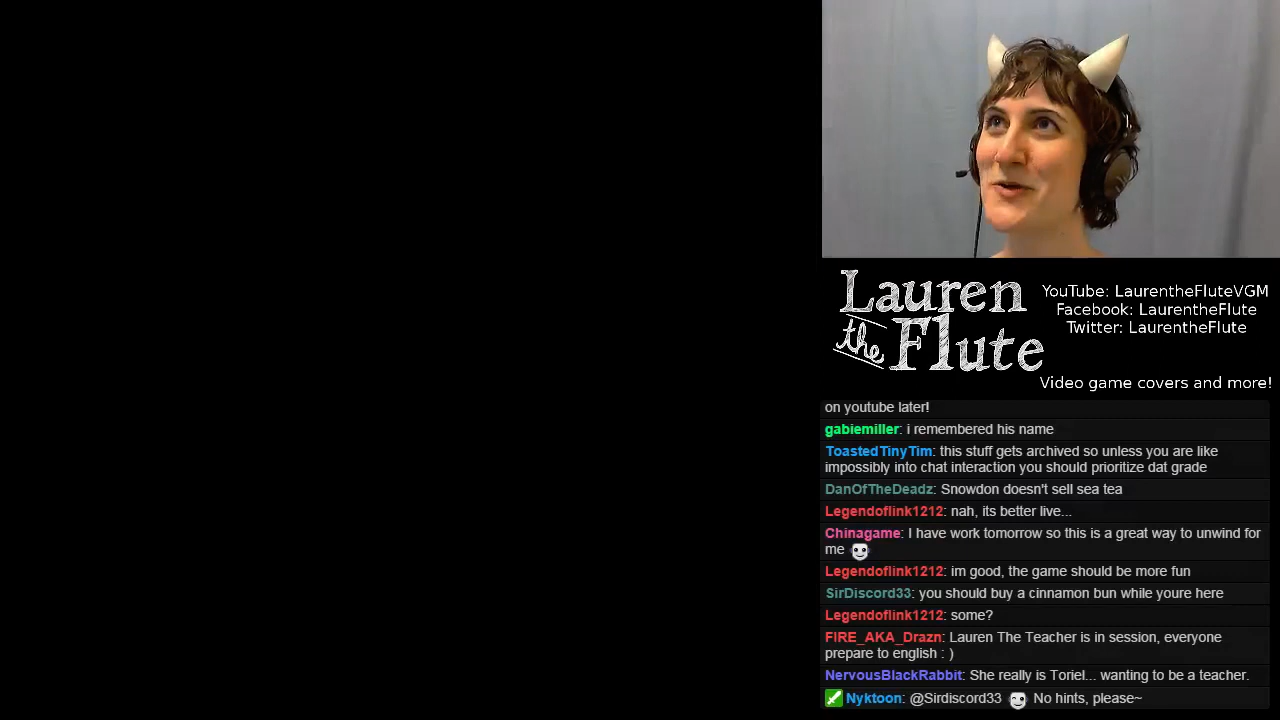 Lauren
the Flute
YouTube: LaurentheFluteVGM
Facebook: LaurentheFlute
Twitter: LaurentheFlute
Video game covers and more!
on youtube later!
gabiemiller: i remembered his name
ToastedTinyTim: this stuff gets archived so unless you are like
impossibly into chat interaction you should prioritize dat grade
DanOfTheDeadz: Snowdon doesn't sell sea tea
Legendoflink1212: nah, its better live...
Chinagame: I have work tomorrow so this is a great way to unwind for
me
Legendoflink1212: im good, the game should be more fun
SirDiscord33: you should buy a cinnamon bun while youre here
Legendoflink1212: some?
FIRE_AKA_Drazn: Lauren The Teacher is in session, everyone
prepare to english : )
NervousBlackRabbit: She really is Toriel... wanting to be a teacher.
Nyktoon: @Sirdiscord33 No hints, please~